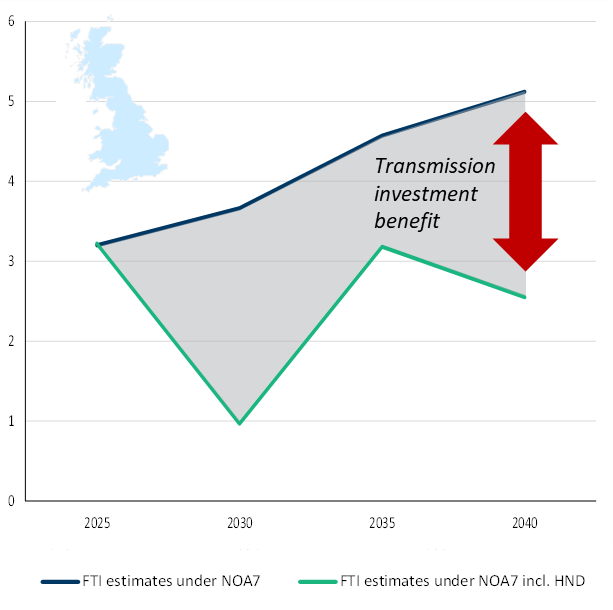 6
5
4
3
2
1
0
Transmission
investment
benefit
2025 2030 2035 2040
FTI estimates under NOA7 FTI estimates under NOA7 incl. HND